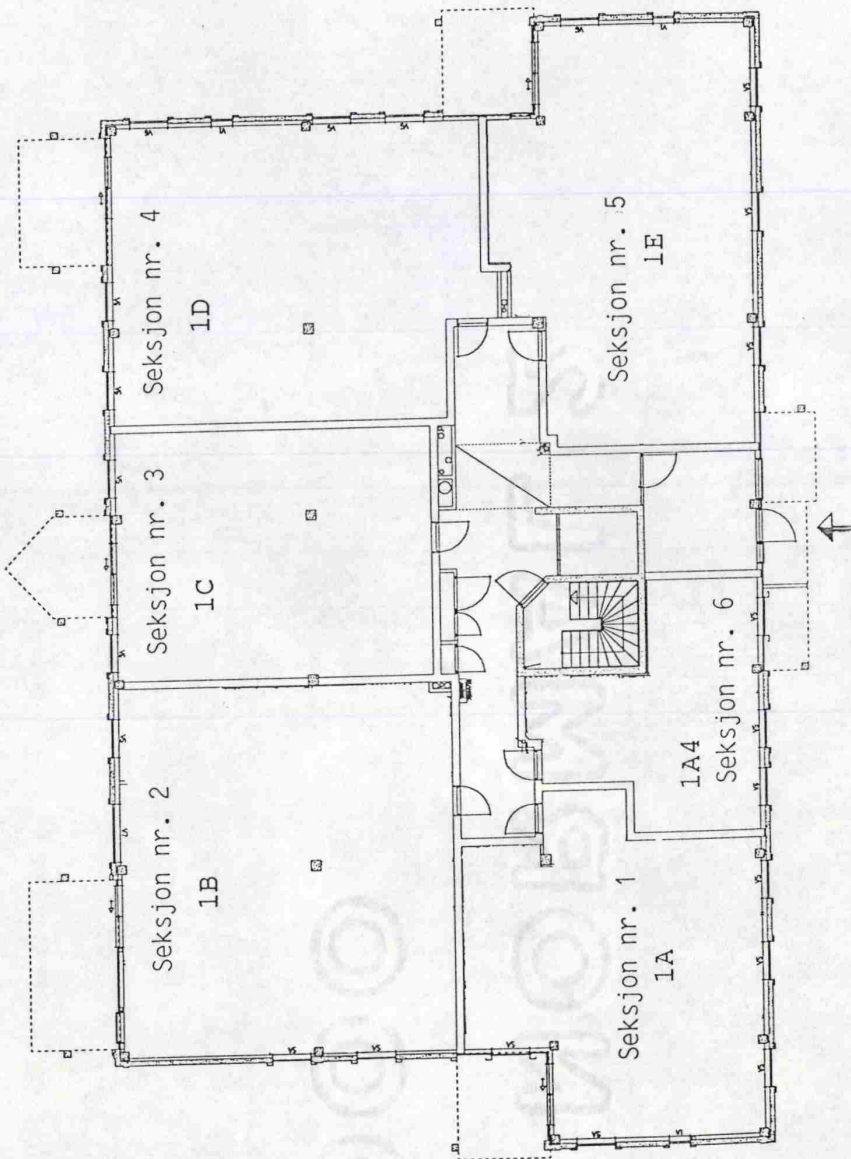 Seksjon nr. 1
1A
Seksjon nr. 2
1B
Seksjon nr. 3
1C
Seksjon nr. 4
1D
Seksjon nr. 5
1E
1A4
Seksjon nr. 6